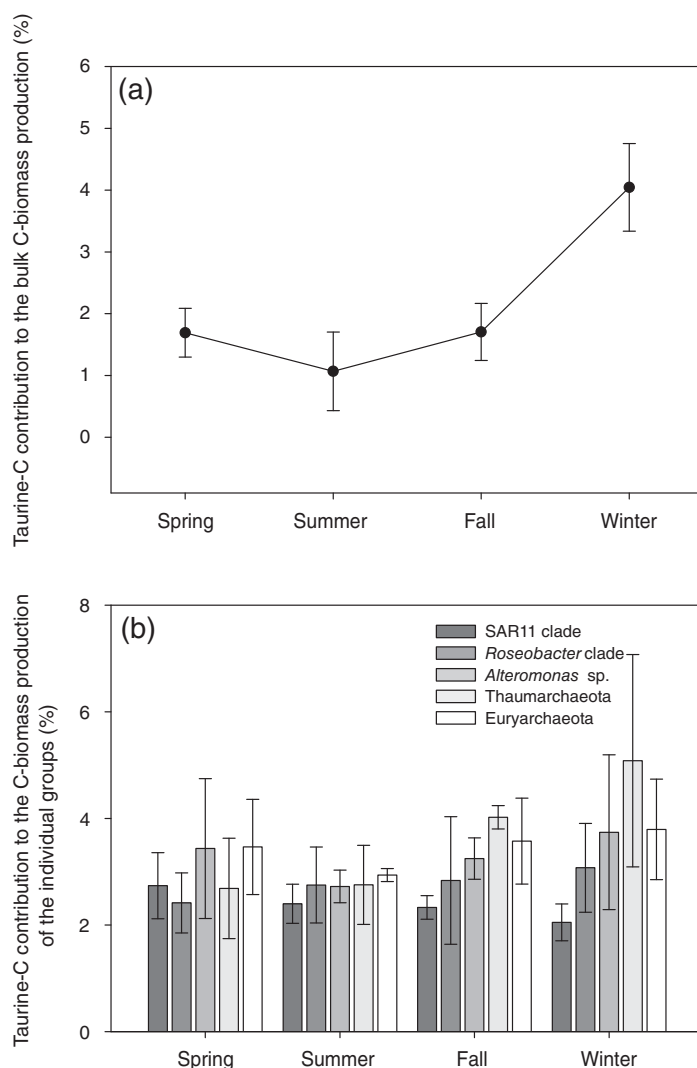 Taurine-C contribution to the bulk C-biomass production (%)
(a)
6
5
4
3
2
1
0
Spring Summer Fall Winter
Taurine-C contribution to the C-biomass production
of the individual groups (%)
(b)
8
6
4
2
0
SAR11 clade
Roseobacter clade
Alteromonas sp.
Thaumarchaeota
Euryarchaeota
Spring Summer Fall Winter